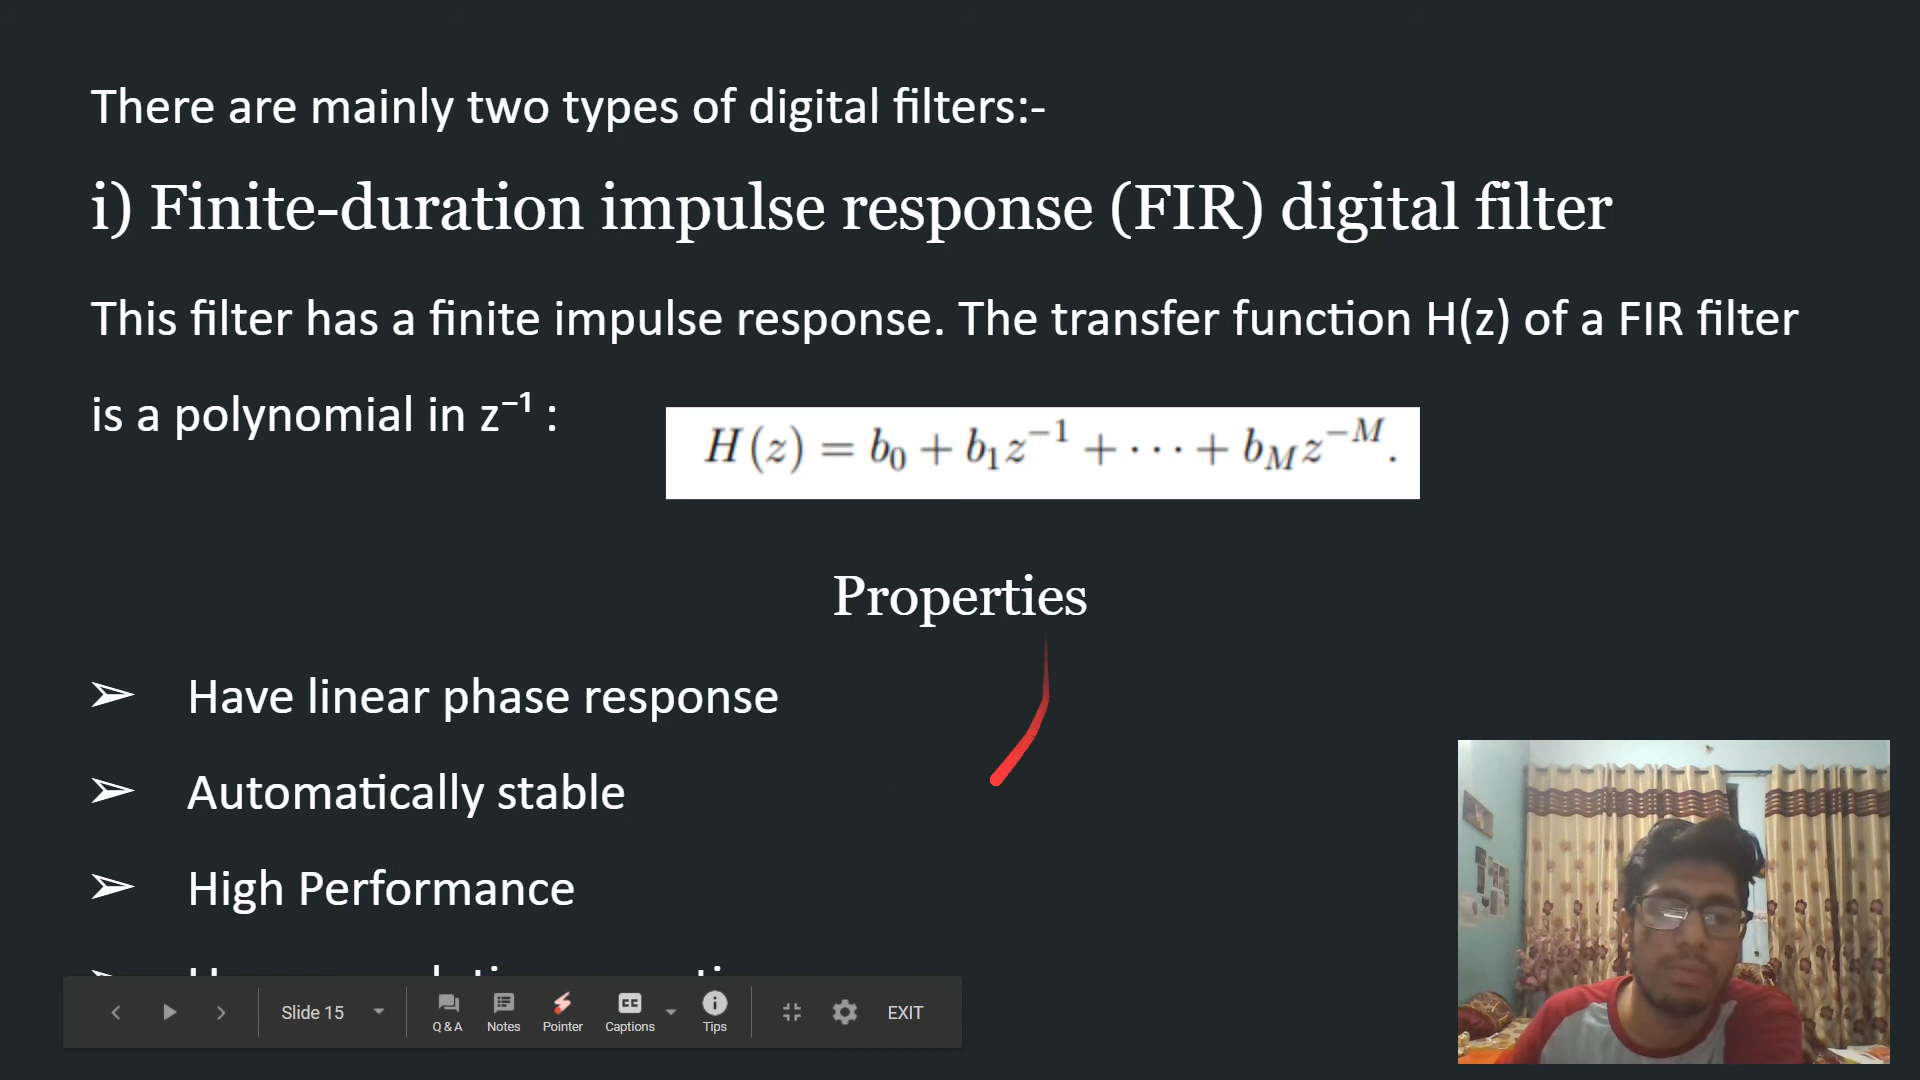 There are mainly two types of digital filters:-
i) Finite-duration impulse response (FIR) digital filter
This filter has a finite impulse response. The transfer function H(z) of a FIR filter
is a polynomial in z⁻¹ :
H(z) = b₀ + b₁z⁻¹ + ··· + b_M z^{-M}.
Properties
➢ Have linear phase response
➢ Automatically stable
➢ High Performance
Slide 15
Q & A
Notes
Pointer
CC
Captions
Tips
EXIT